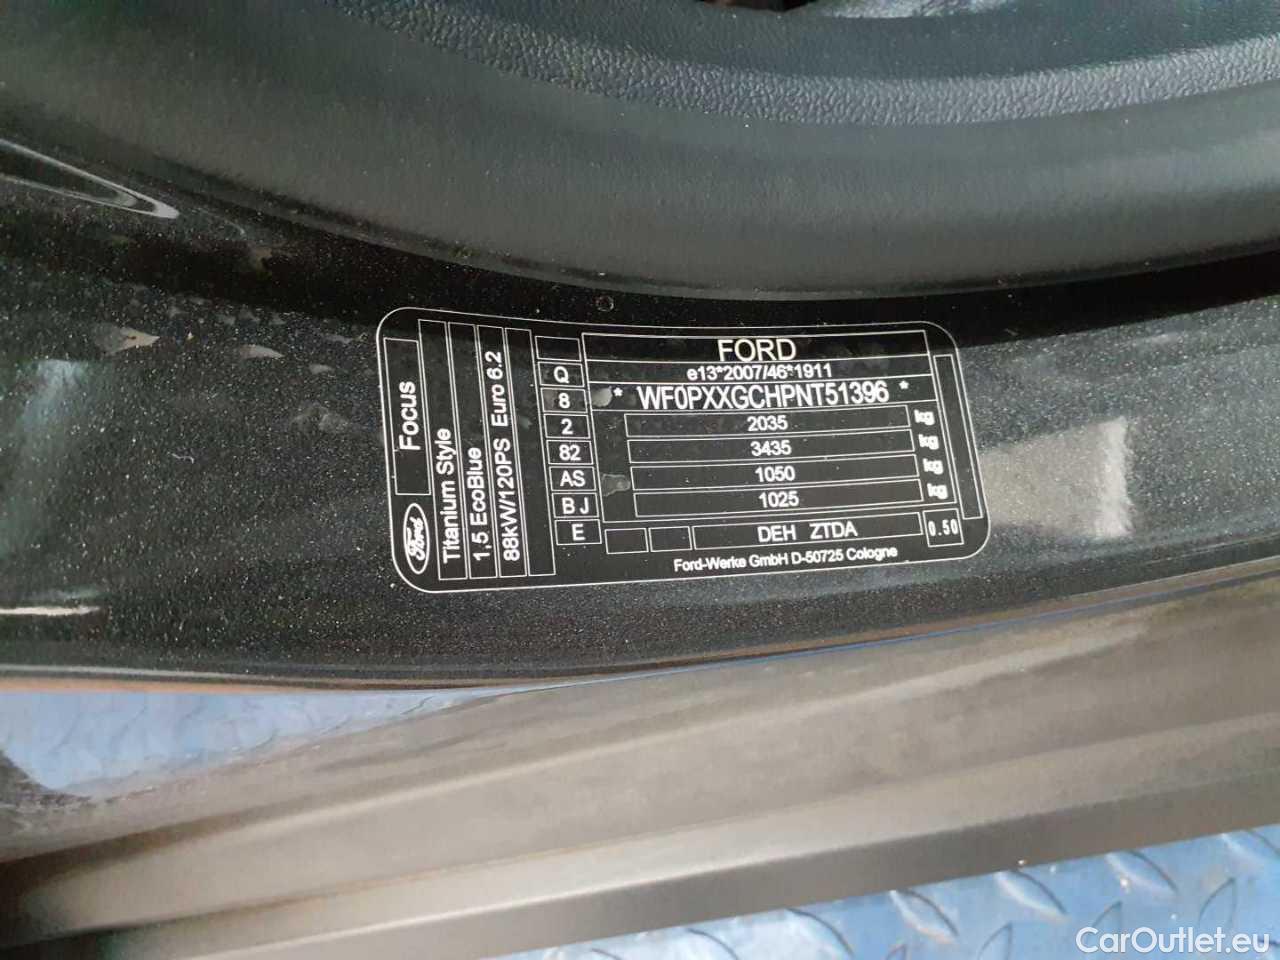 FORD
e13*2007/46*1911
* WF0PXXGCHPNT51396 *
2035 kg
3435 kg
1050 kg
1025 kg
DEH ZTDA
0.50
Ford-Werke GmbH D-50725 Cologne
Q
8
2
82
AS
B J
E
Ford
Focus
Titanium Style
1,5 EcoBlue
88kW/120PS Euro 6.2
CarOutlet.eu